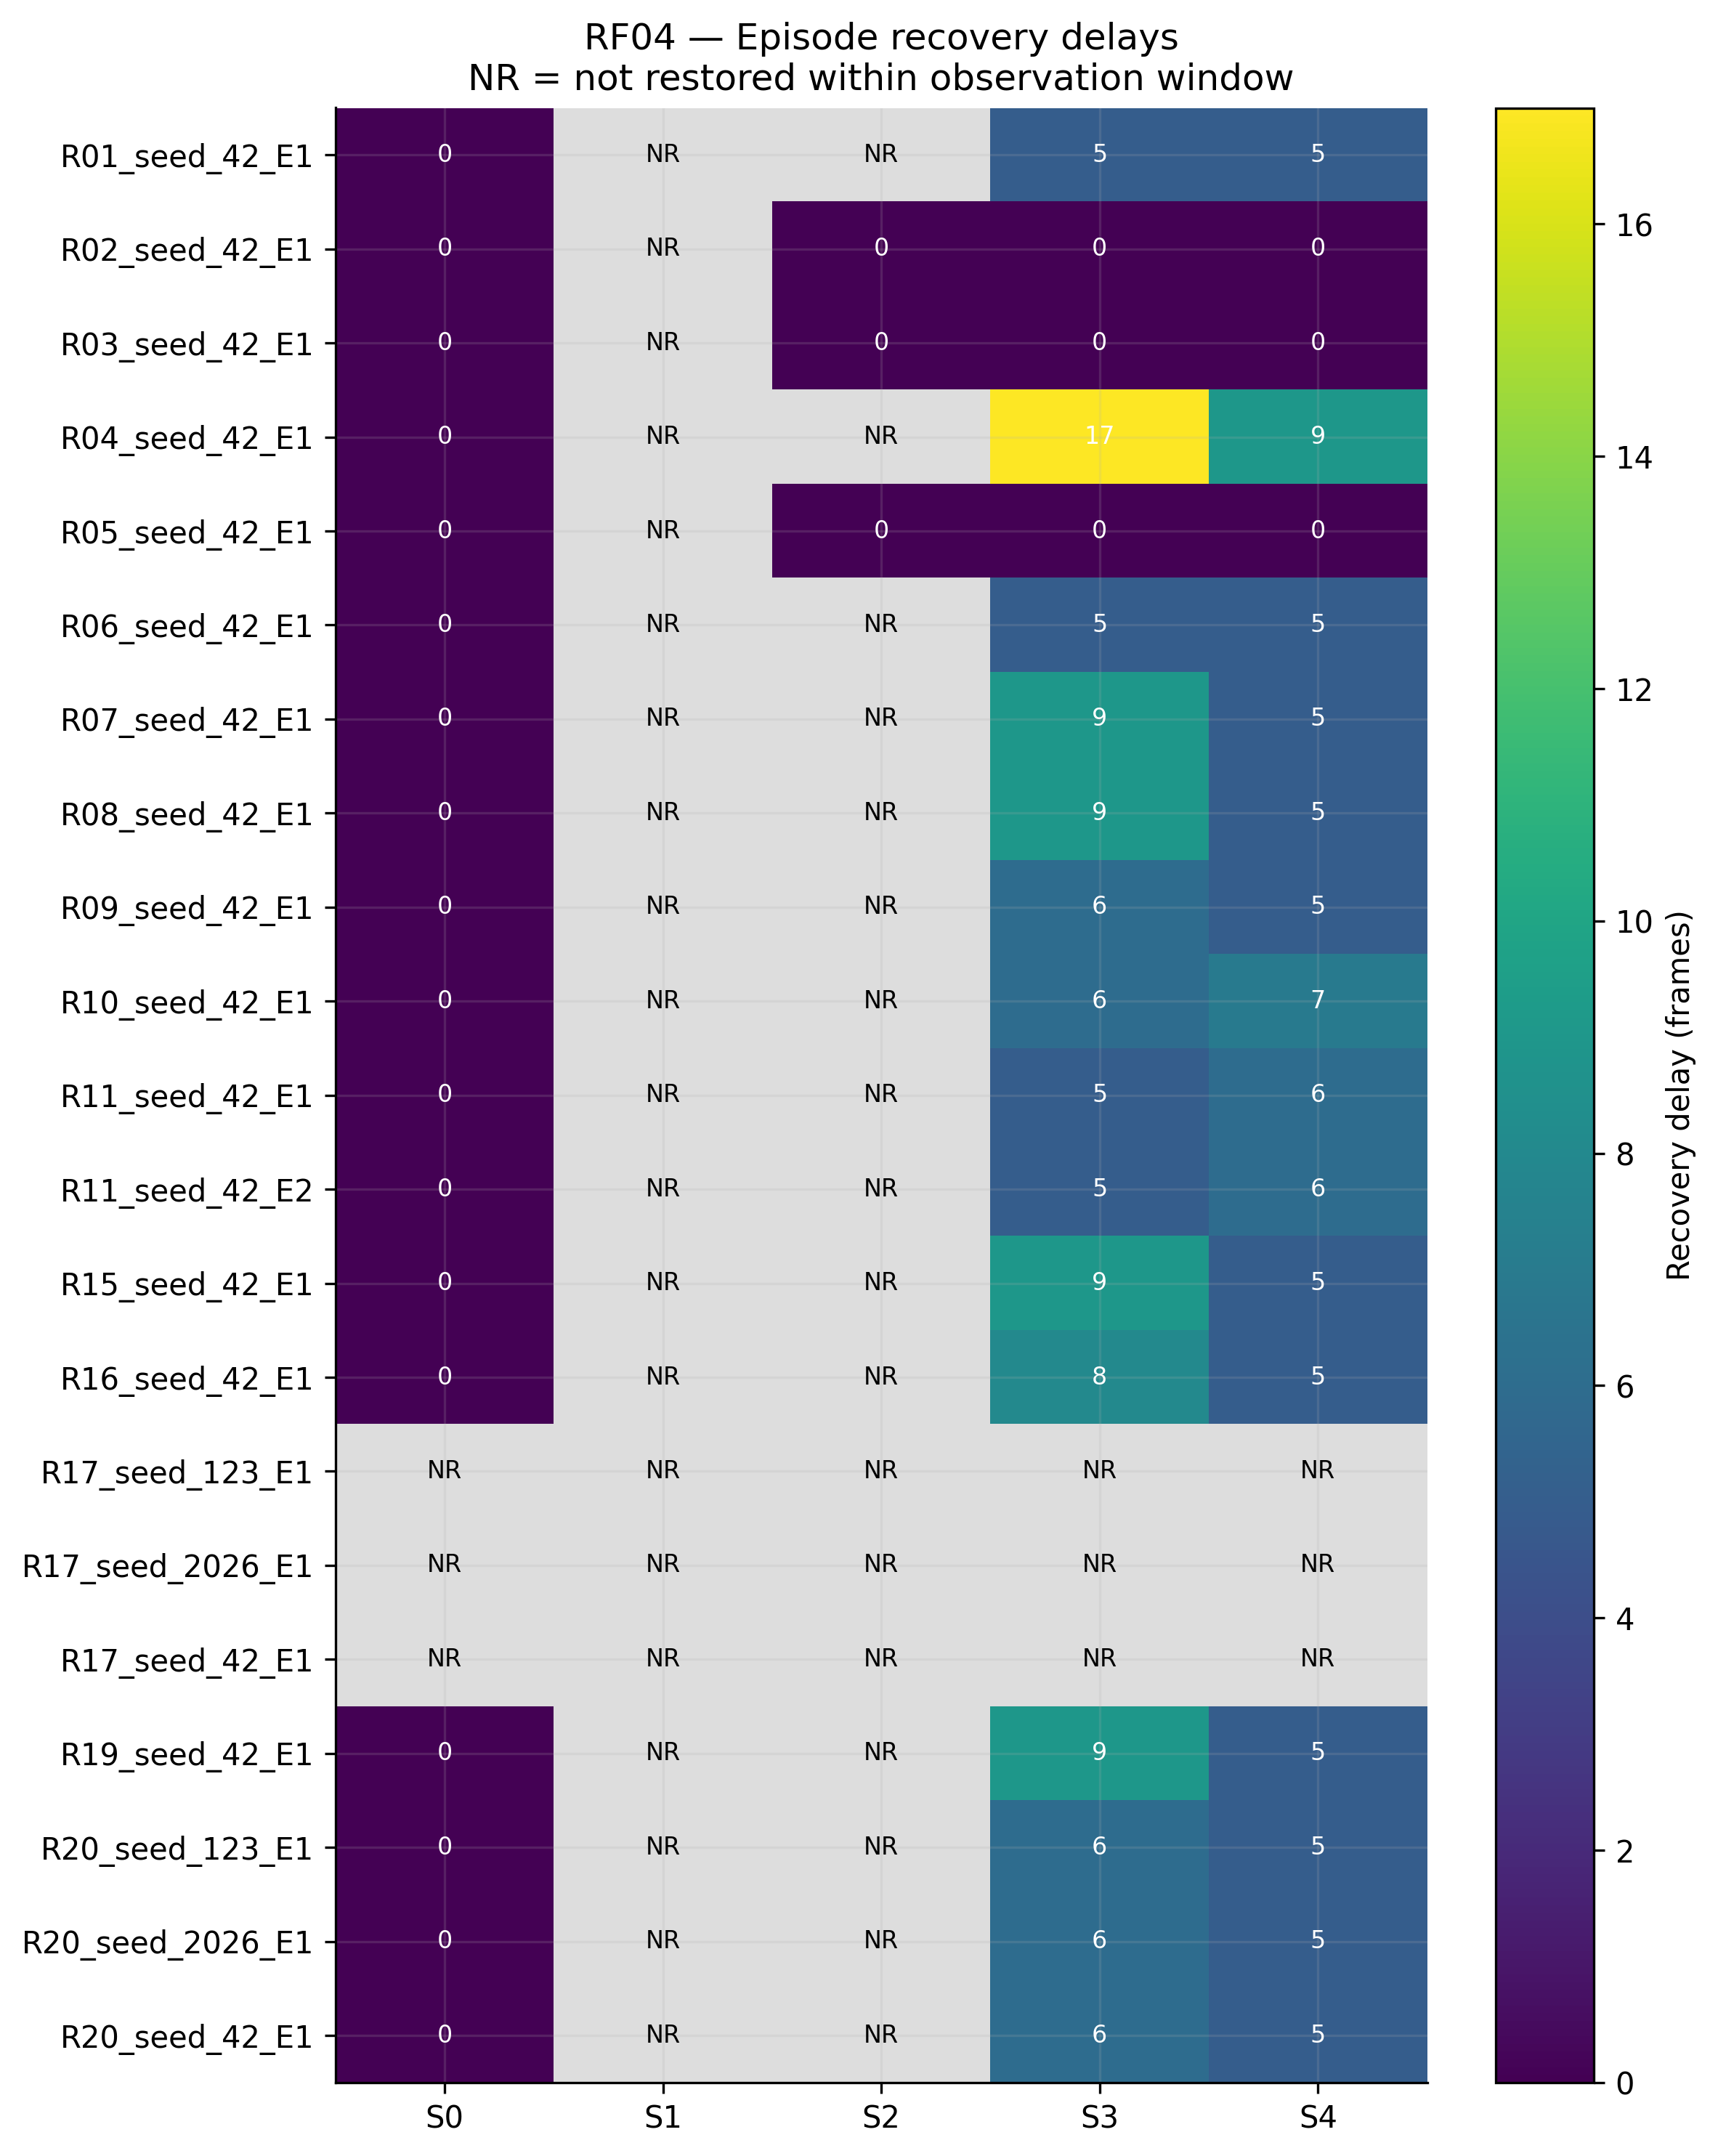 RF04 — Episode recovery delays
NR = not restored within observation window
R01_seed_42_E1 0 NR NR 5 5
R02_seed_42_E1 0 NR 0 0 0
R03_seed_42_E1 0 NR 0 0 0
R04_seed_42_E1 0 NR NR 17 9
R05_seed_42_E1 0 NR 0 0 0
R06_seed_42_E1 0 NR NR 5 5
R07_seed_42_E1 0 NR NR 9 5
R08_seed_42_E1 0 NR NR 9 5
R09_seed_42_E1 0 NR NR 6 5
R10_seed_42_E1 0 NR NR 6 7
R11_seed_42_E1 0 NR NR 5 6
R11_seed_42_E2 0 NR NR 5 6
R15_seed_42_E1 0 NR NR 9 5
R16_seed_42_E1 0 NR NR 8 5
R17_seed_123_E1 NR NR NR NR NR
R17_seed_2026_E1 NR NR NR NR NR
R17_seed_42_E1 NR NR NR NR NR
R19_seed_42_E1 0 NR NR 9 5
R20_seed_123_E1 0 NR NR 6 5
R20_seed_2026_E1 0 NR NR 6 5
R20_seed_42_E1 0 NR NR 6 5
S0 S1 S2 S3 S4
16
14
12
10
8
6
4
2
0
Recovery delay (frames)